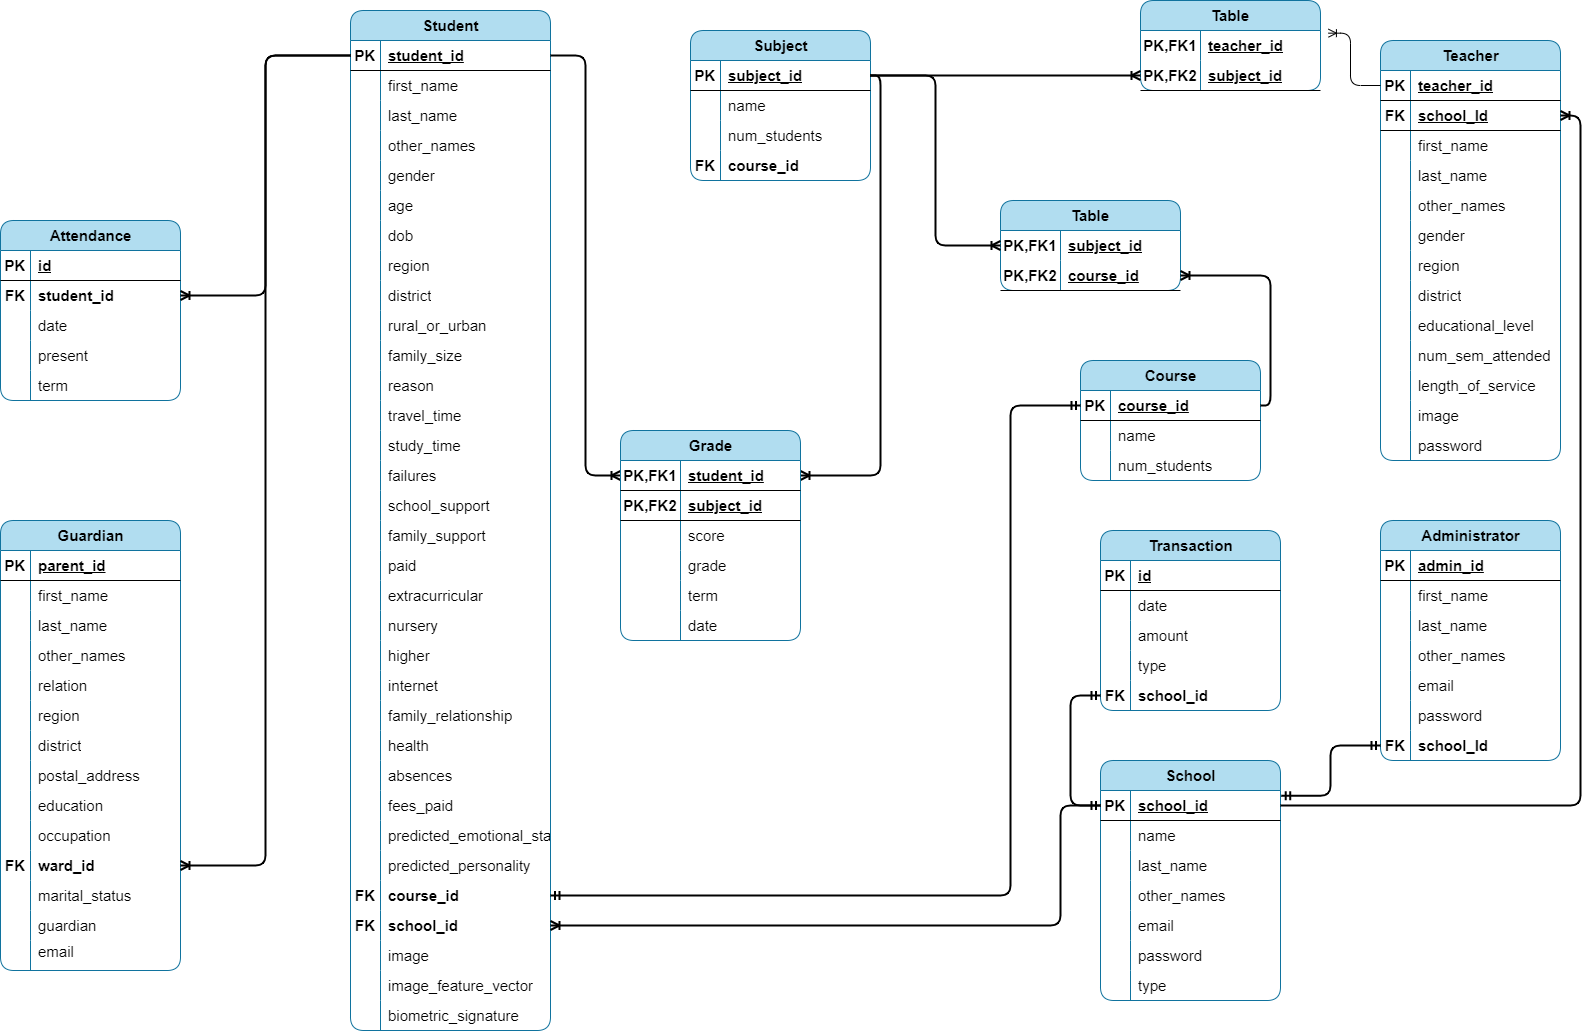 Student
PK student_id
first_name
last_name
other_names
gender
age
dob
region
district
rural_or_urban
family_size
reason
travel_time
study_time
failures
school_support
family_support
paid
extracurricular
nursery
higher
internet
family_relationship
health
absences
fees_paid
predicted_emotional_sta
predicted_personality
FK course_id
FK school_id
image
image_feature_vector
biometric_signature
Attendance
PK id
FK student_id
date
present
term
Guardian
PK parent_id
first_name
last_name
other_names
relation
region
district
postal_address
education
occupation
FK ward_id
marital_status
guardian
email
Subject
PK subject_id
name
num_students
FK course_id
Grade
PK,FK1 student_id
PK,FK2 subject_id
score
grade
term
date
Table
PK,FK1 teacher_id
PK,FK2 subject_id
Table
PK,FK1 subject_id
PK,FK2 course_id
Course
PK course_id
name
num_students
Transaction
PK id
date
amount
type
FK school_id
School
PK school_id
name
last_name
other_names
email
password
type
Teacher
PK teacher_id
FK school_Id
first_name
last_name
other_names
gender
region
district
educational_level
num_sem_attended
length_of_service
image
password
Administrator
PK admin_id
first_name
last_name
other_names
email
password
FK school_Id